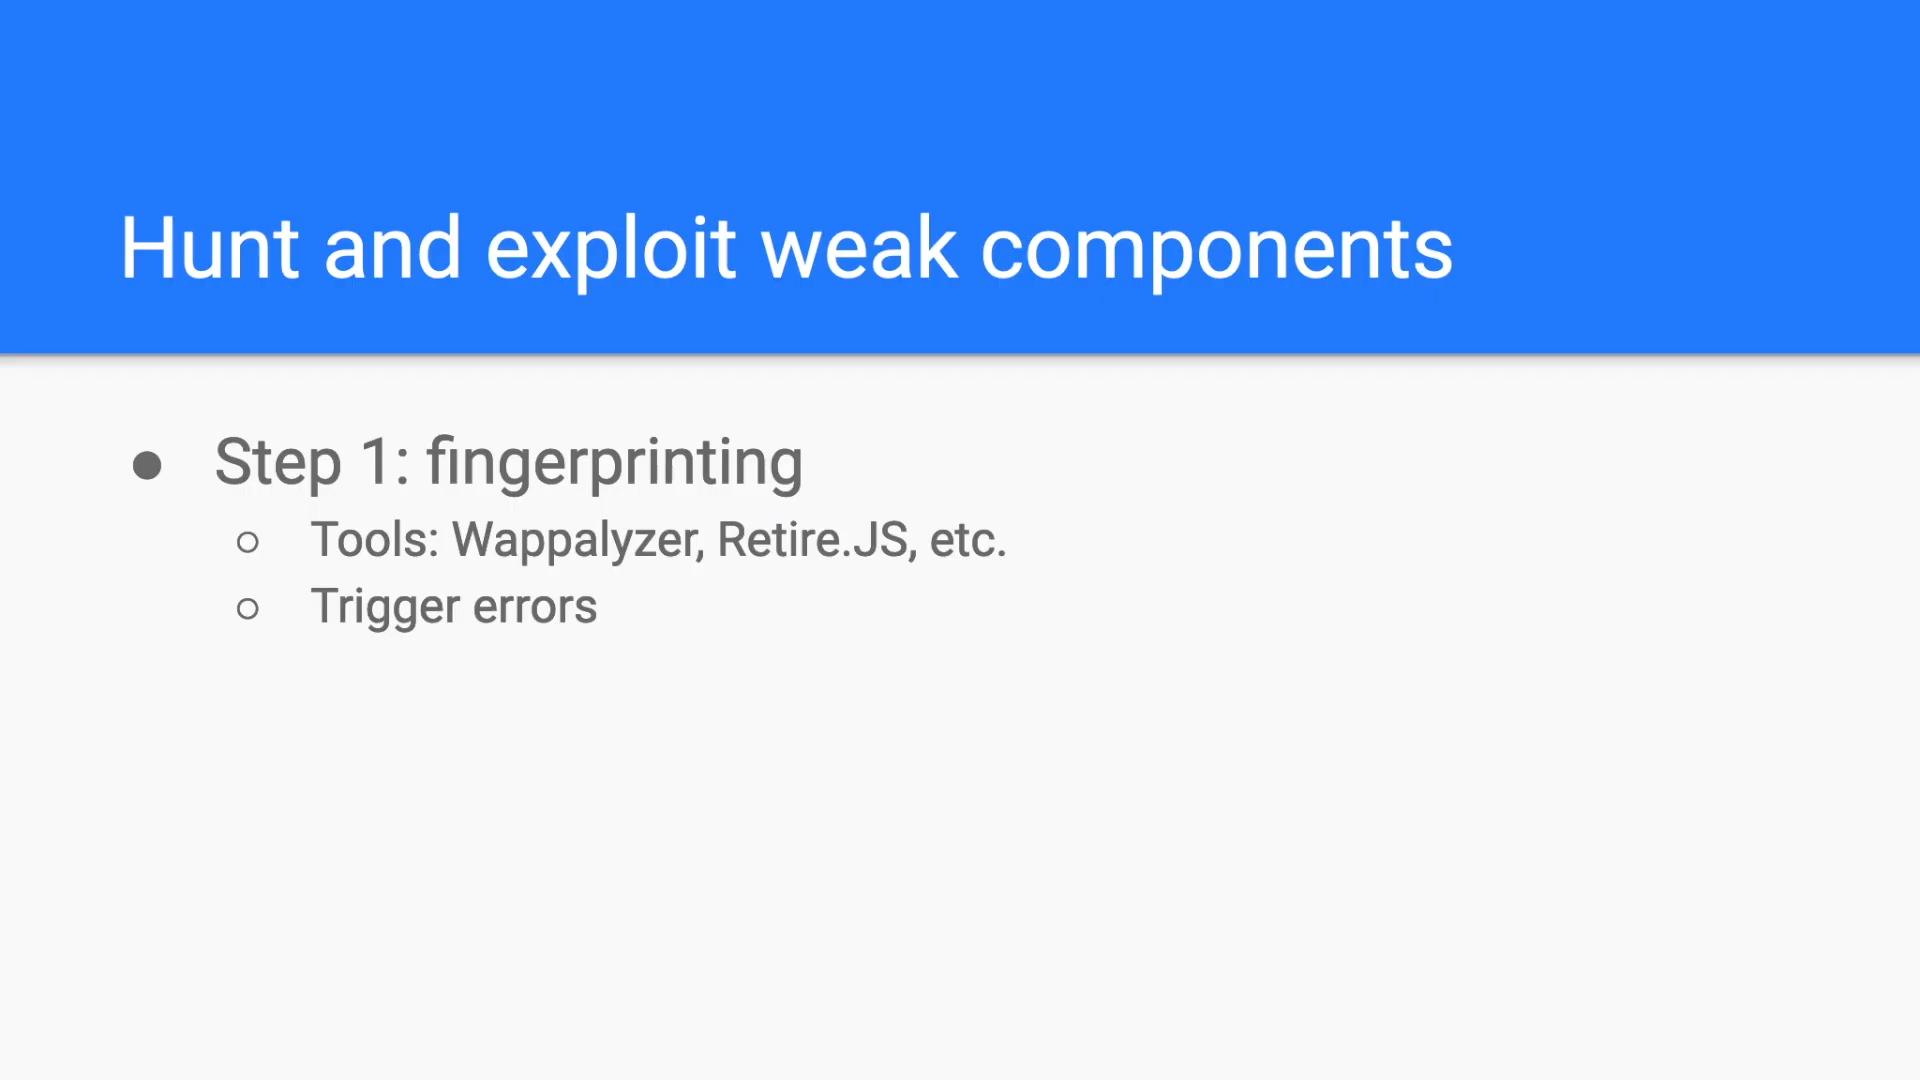 Hunt and exploit weak components
● Step 1: fingerprinting
○ Tools: Wappalyzer, Retire.JS, etc.
○ Trigger errors